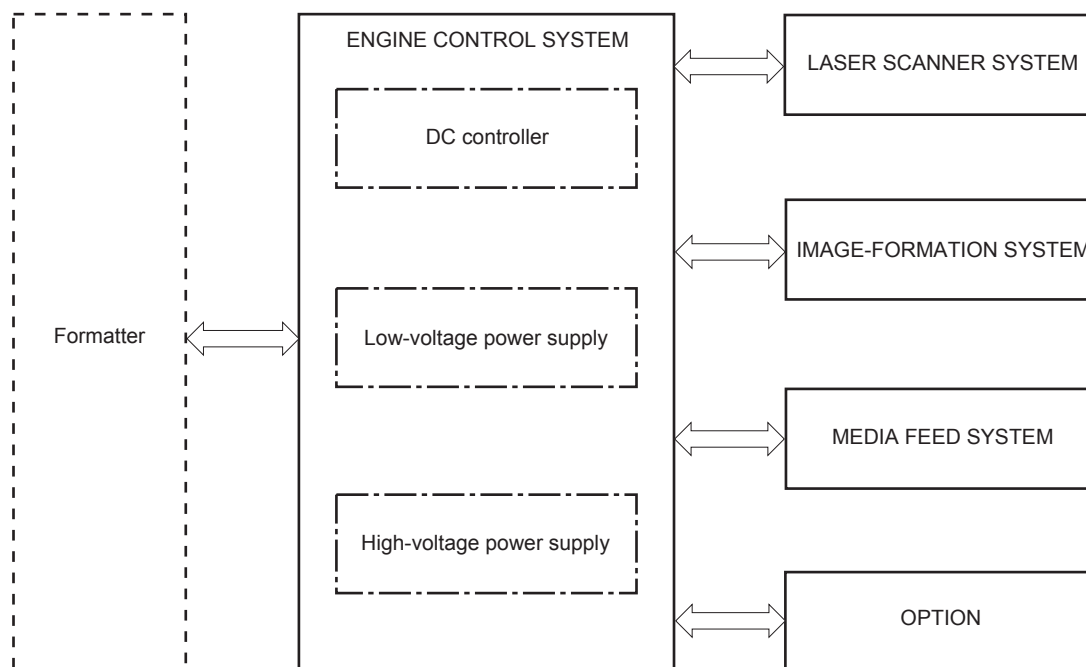 ENGINE CONTROL SYSTEM
LASER SCANNER SYSTEM
DC controller
IMAGE-FORMATION SYSTEM
Formatter
Low-voltage power supply
MEDIA FEED SYSTEM
High-voltage power supply
OPTION